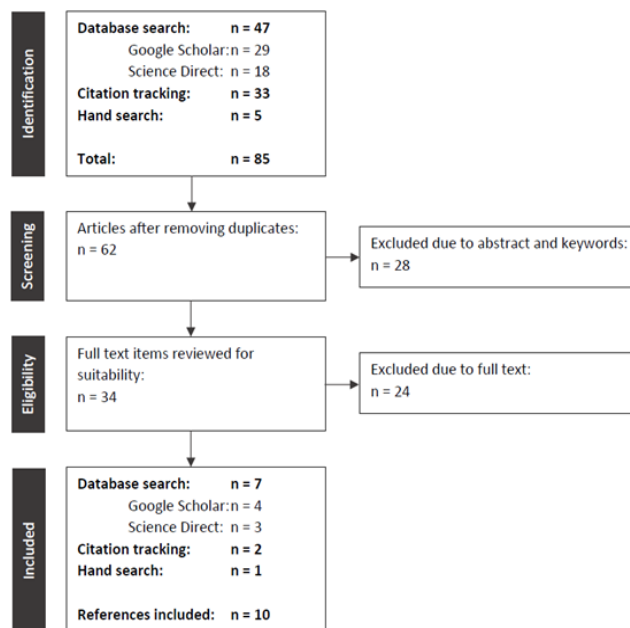 Identification
Database search: n = 47
Google Scholar: n = 29
Science Direct: n = 18
Citation tracking: n = 33
Hand search: n = 5
Total: n = 85
Screening
Articles after removing duplicates:
n = 62
Excluded due to abstract and keywords:
n = 28
Eligibility
Full text items reviewed for
suitability:
n = 34
Excluded due to full text:
n = 24
Included
Database search: n = 7
Google Scholar: n = 4
Science Direct: n = 3
Citation tracking: n = 2
Hand search: n = 1
References included: n = 10